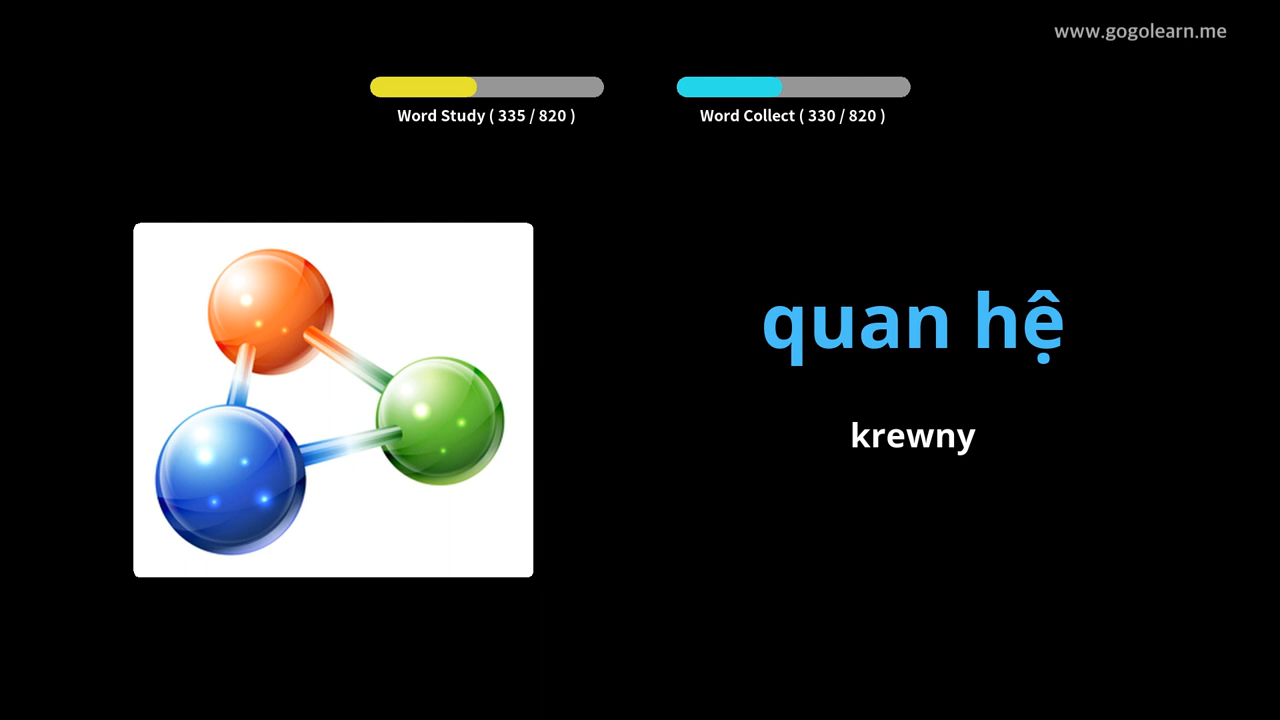 www.gogolearn.me
Word Study ( 335 / 820 )
Word Collect ( 330 / 820 )
quan hệ
krewny